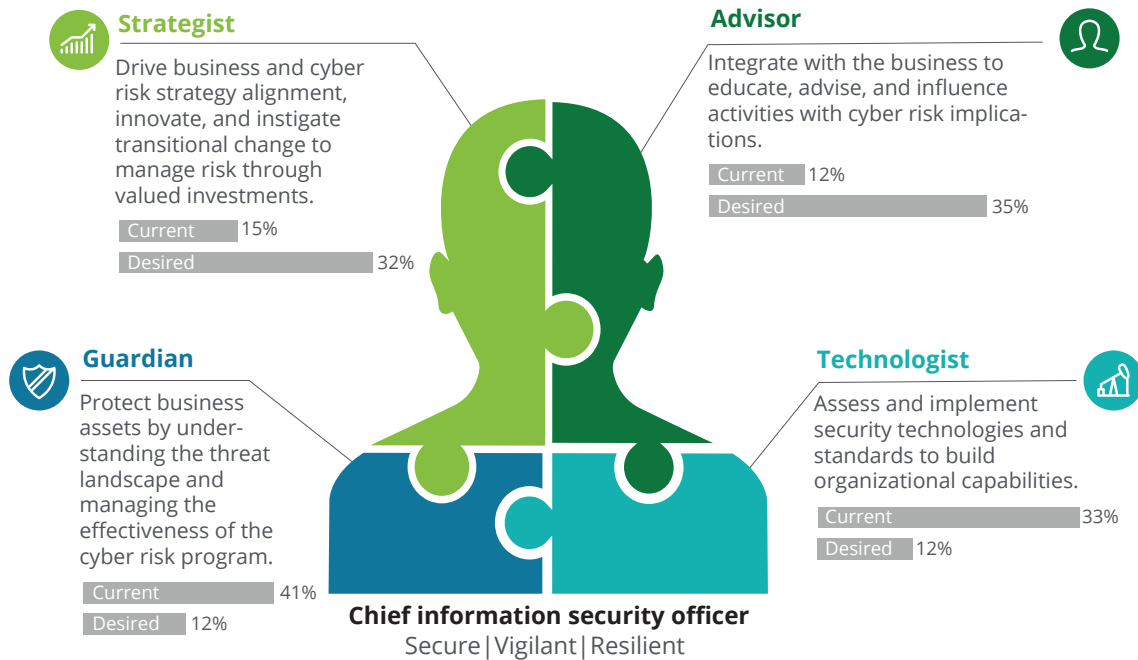 Strategist
Drive business and cyber
risk strategy alignment,
innovate, and instigate
transitional change to
manage risk through
valued investments.
Current 15%
Desired 32%
Advisor
Integrate with the business to
educate, advise, and influence
activities with cyber risk implica-
tions.
Current 12%
Desired 35%
Guardian
Protect business
assets by under-
standing the threat
landscape and
managing the
effectiveness of the
cyber risk program.
Current 41%
Desired 12%
Technologist
Assess and implement
security technologies and
standards to build
organizational capabilities.
Current 33%
Desired 12%
Chief information security officer
Secure|Vigilant|Resilient